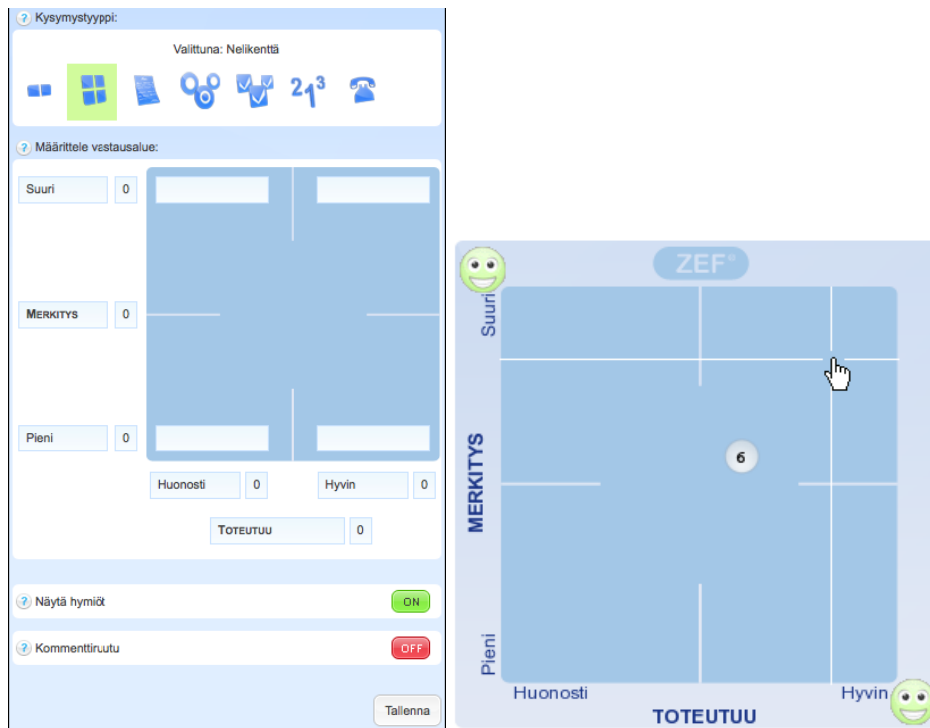 Kysymystyyppi:
Valittuna: Nelikenttä
Määrittele vastausalue:
Suuri 0
MERKITYS 0
Pieni 0
Huonosti 0 Hyvin 0
TOTEUTUU 0
Näytä hymiöt ON
Kommenttiruutu OFF
Tallenna
ZEF®
Suuri
MERKITYS
Pieni
6
Huonosti Hyvin
TOTEUTUU